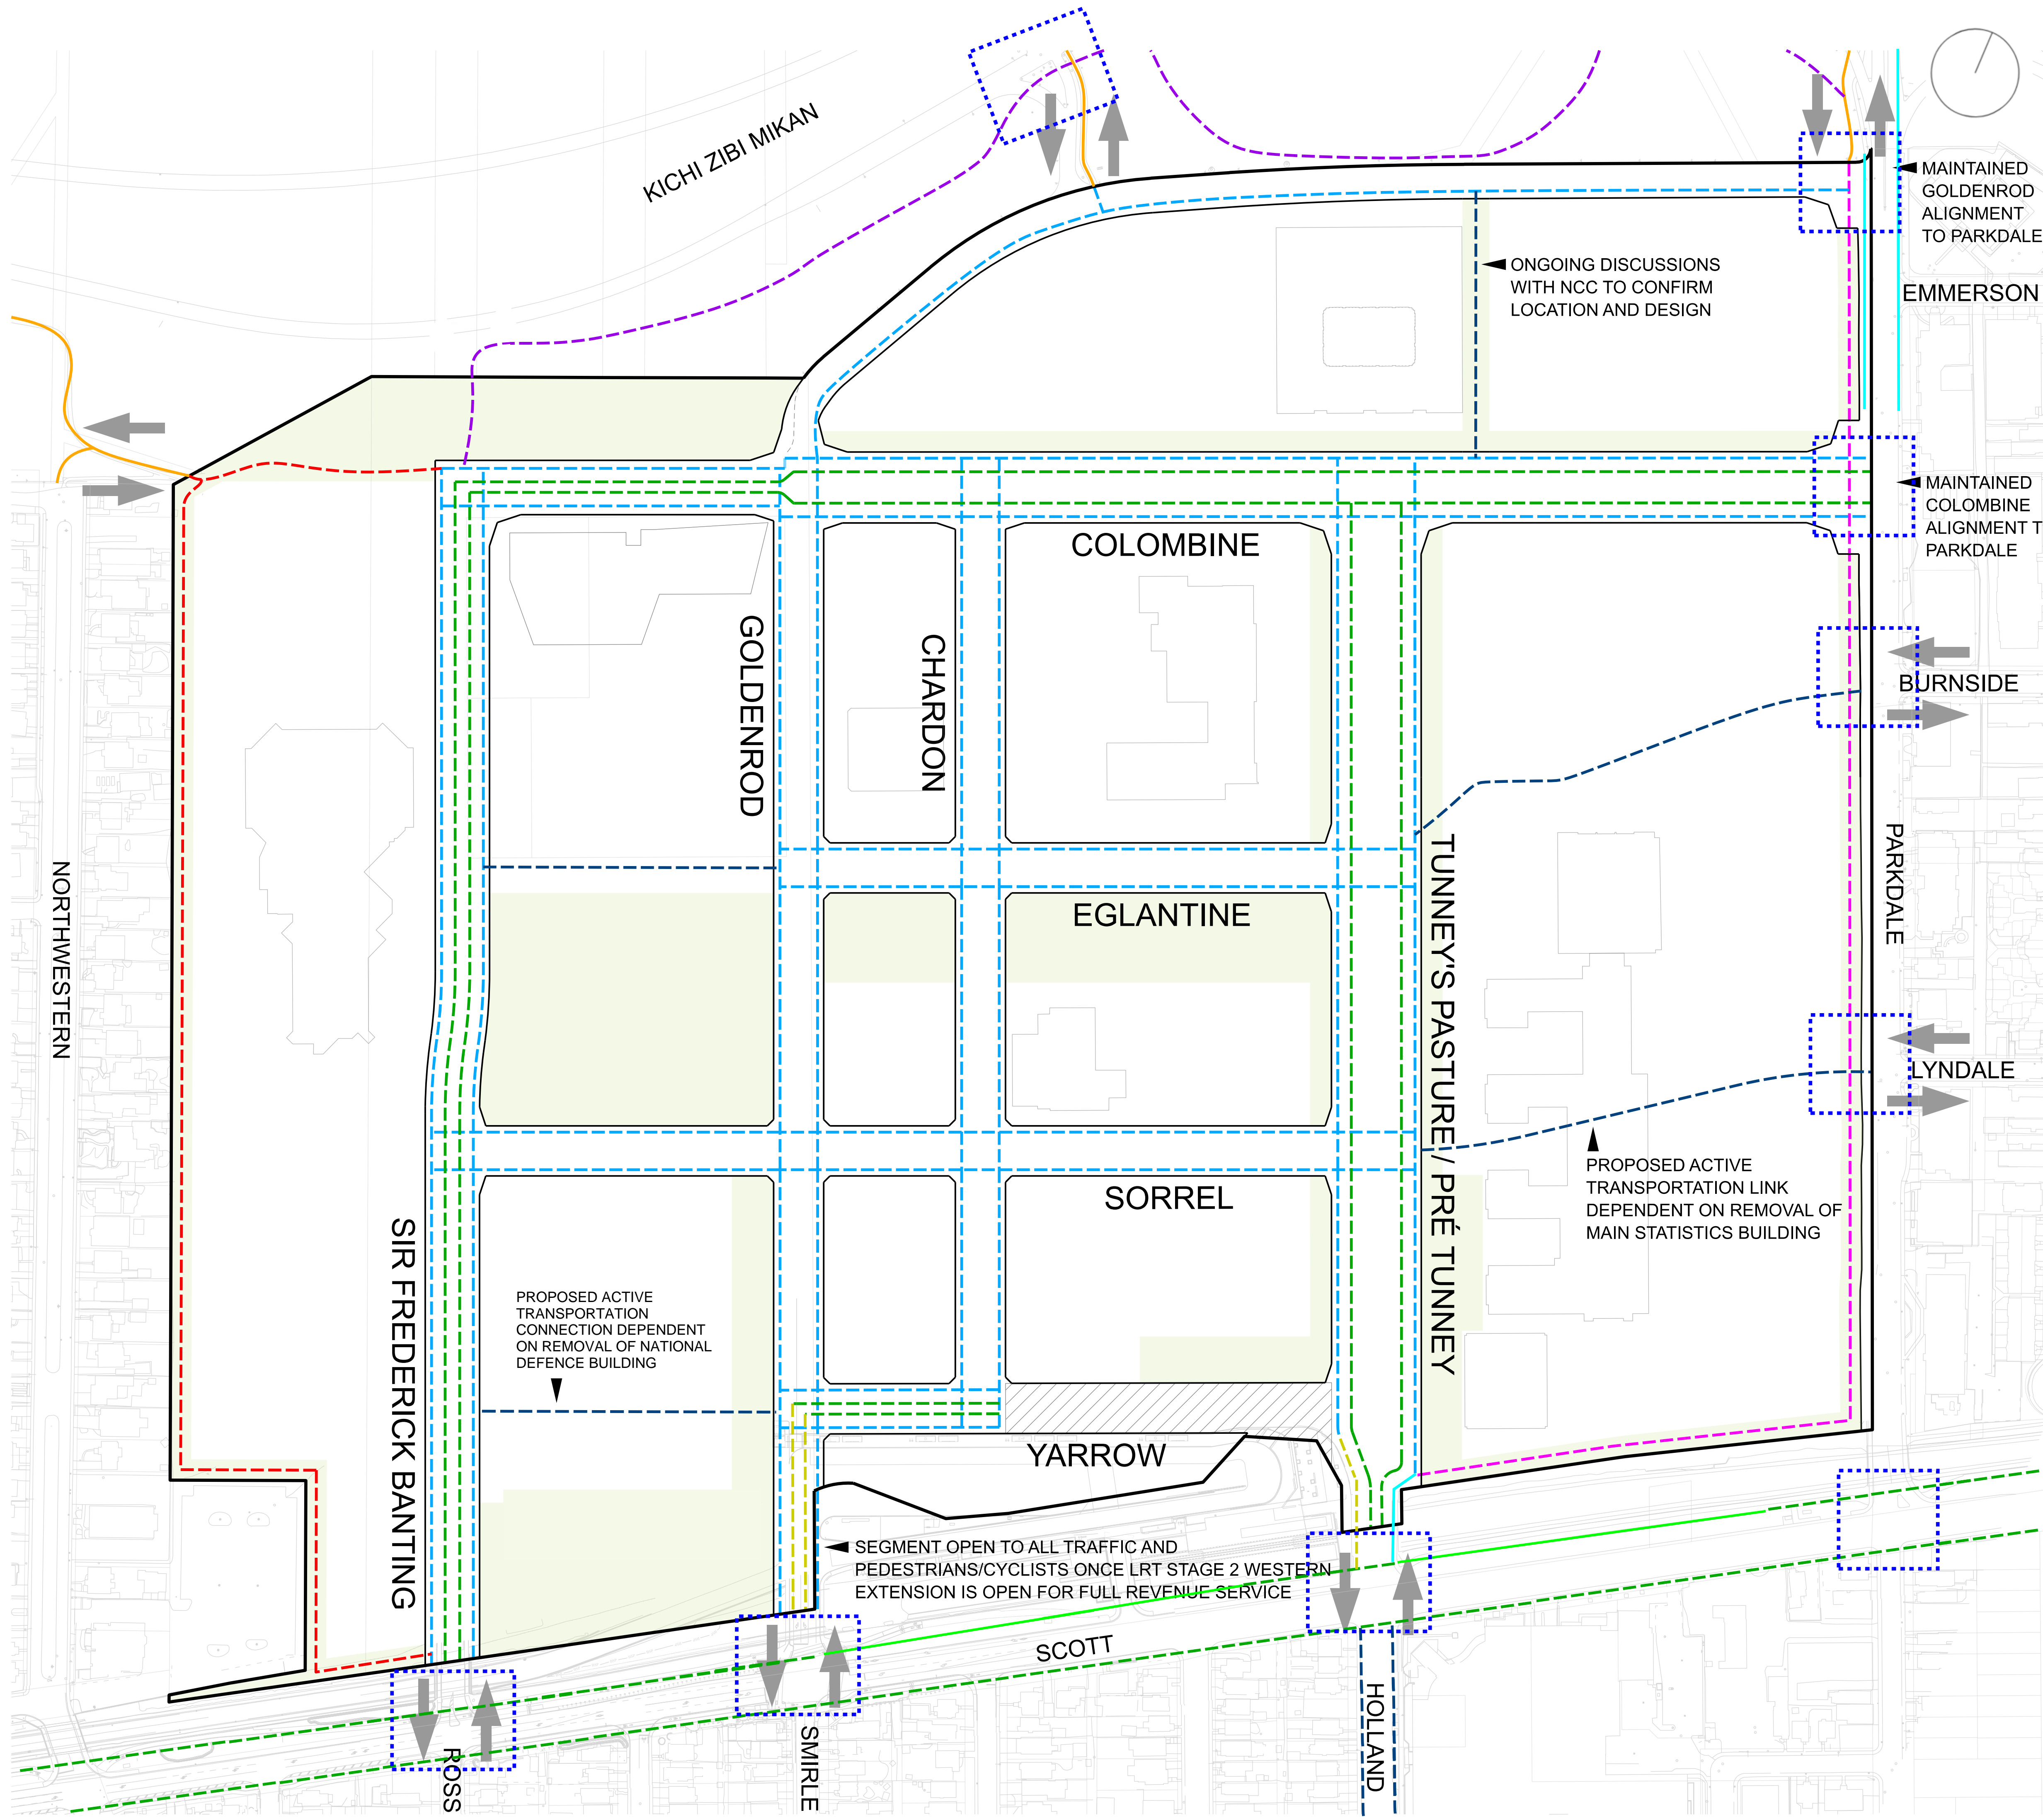 KICHI ZIBI MIKAN
MAINTAINED
GOLDENROD
ALIGNMENT
TO PARKDALE
ONGOING DISCUSSIONS
WITH NCC TO CONFIRM
LOCATION AND DESIGN
EMMERSON
MAINTAINED
COLOMBINE
ALIGNMENT T
PARKDALE
COLOMBINE
GOLDENROD
CHARDON
BURNSIDE
NORTHWESTERN
PARKDALE
EGLANTINE
TUNNEY'S PASTURE / PRÉ TUNNEY
LYNDALE
PROPOSED ACTIVE
TRANSPORTATION LINK
DEPENDENT ON REMOVAL OF
MAIN STATISTICS BUILDING
SORREL
SIR FREDERICK BANTING
PROPOSED ACTIVE
TRANSPORTATION
CONNECTION DEPENDENT
ON REMOVAL OF NATIONAL
DEFENCE BUILDING
YARROW
SEGMENT OPEN TO ALL TRAFFIC AND
PEDESTRIANS/CYCLISTS ONCE LRT STAGE 2 WESTERN
EXTENSION IS OPEN FOR FULL REVENUE SERVICE
SCOTT
ROSS
SMIRLE
HOLLAND